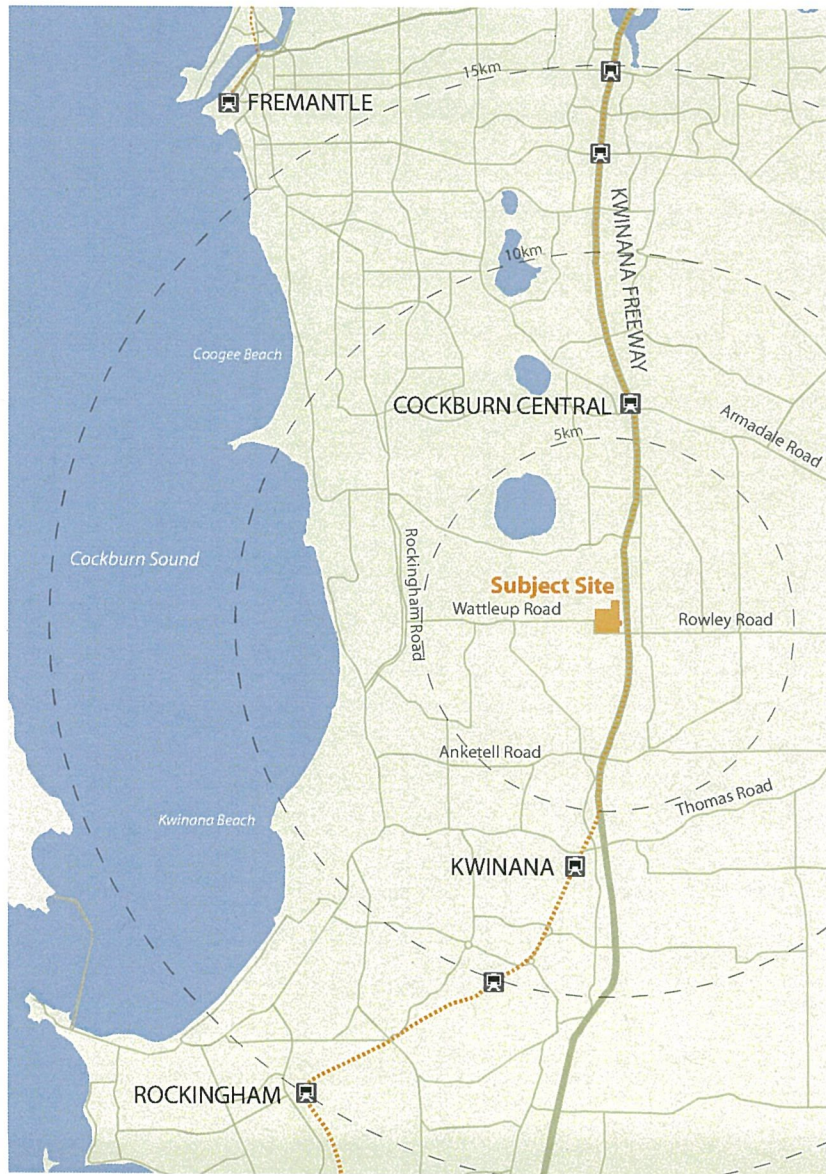 15km
FREMANTLE
KWINANA FREEWAY
10km
Coogee Beach
COCKBURN CENTRAL
Armadale Road
5km
Cockburn Sound
Rockingham Road
Subject Site
Wattleup Road
Rowley Road
Anketell Road
Thomas Road
Kwinana Beach
KWINANA
ROCKINGHAM